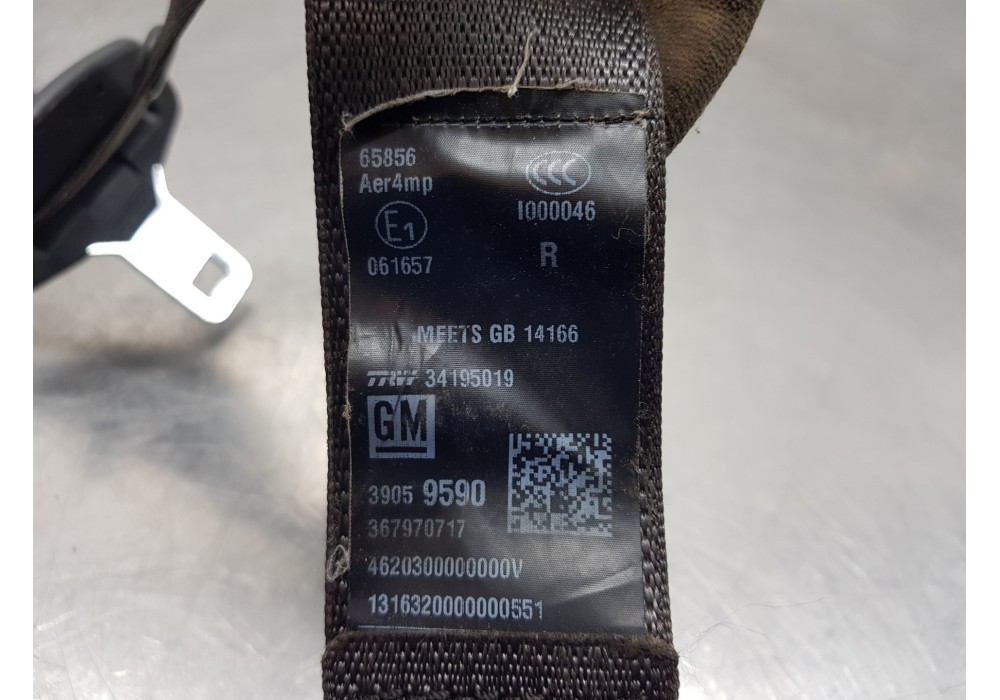 65856
Aer4mp
CCC
E1
I000046
061657
R
MEETS GB 14166
TRW 34195019
GM
3905 9590
367970717
4620300000000V
1316320000000551